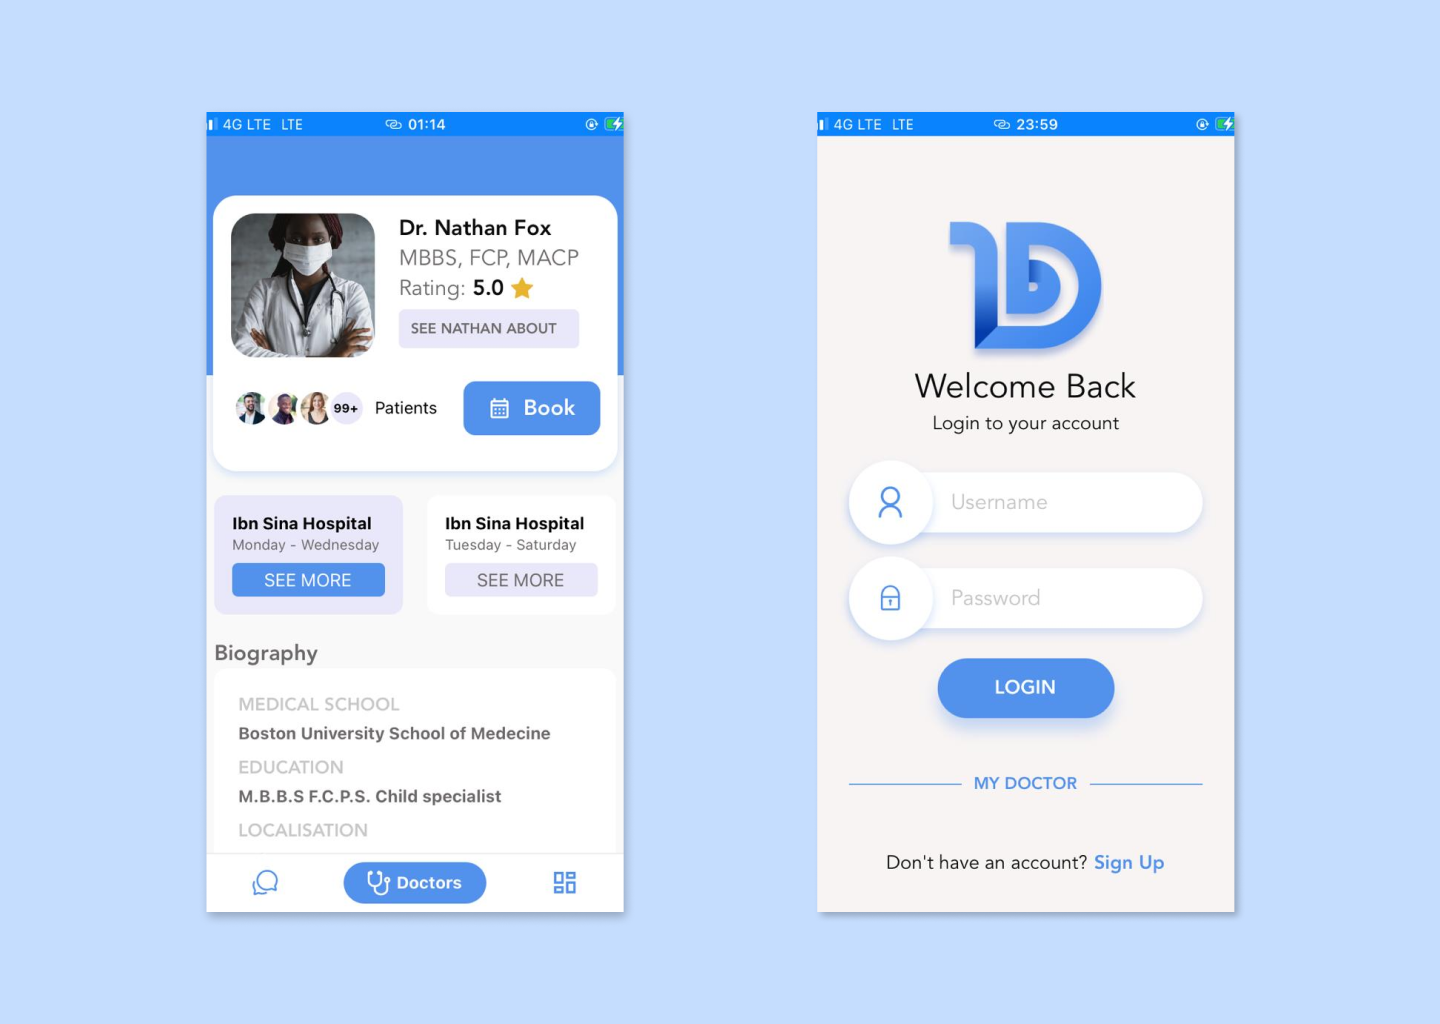 4G LTE LTE 01:14
Dr. Nathan Fox
MBBS, FCP, MACP
Rating: 5.0
SEE NATHAN ABOUT
99+ Patients
Book
Ibn Sina Hospital
Monday - Wednesday
SEE MORE
Ibn Sina Hospital
Tuesday - Saturday
SEE MORE
Biography
MEDICAL SCHOOL
Boston University School of Medecine
EDUCATION
M.B.B.S F.C.P.S. Child specialist
LOCALISATION
Doctors
4G LTE LTE 23:59
Welcome Back
Login to your account
Username
Password
LOGIN
MY DOCTOR
Don't have an account? Sign Up